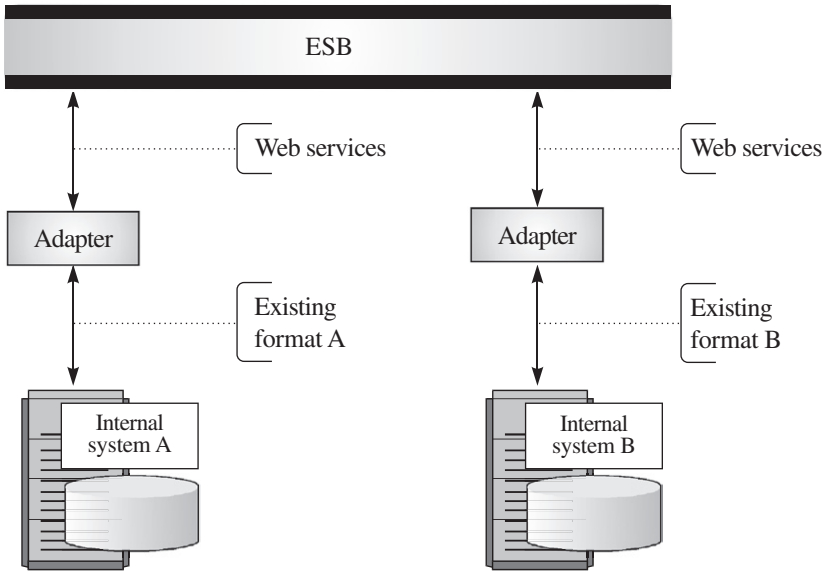 ESB
Web services
Web services
Adapter
Adapter
Existing
format A
Existing
format B
Internal
system A
Internal
system B